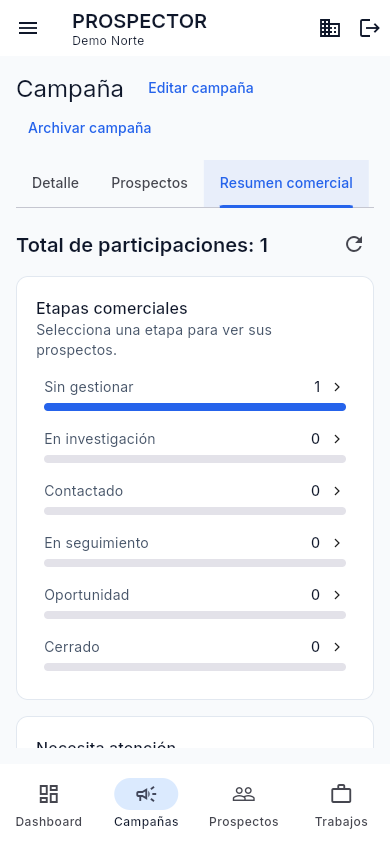 PROSPECTOR
Demo Norte
Campaña
Editar campaña
Archivar campaña
Detalle
Prospectos
Resumen comercial
Total de participaciones: 1
Etapas comerciales
Selecciona una etapa para ver sus
prospectos.
Sin gestionar 1
En investigación 0
Contactado 0
En seguimiento 0
Oportunidad 0
Cerrado 0
Necesita atención
Dashboard
Campañas
Prospectos
Trabajos